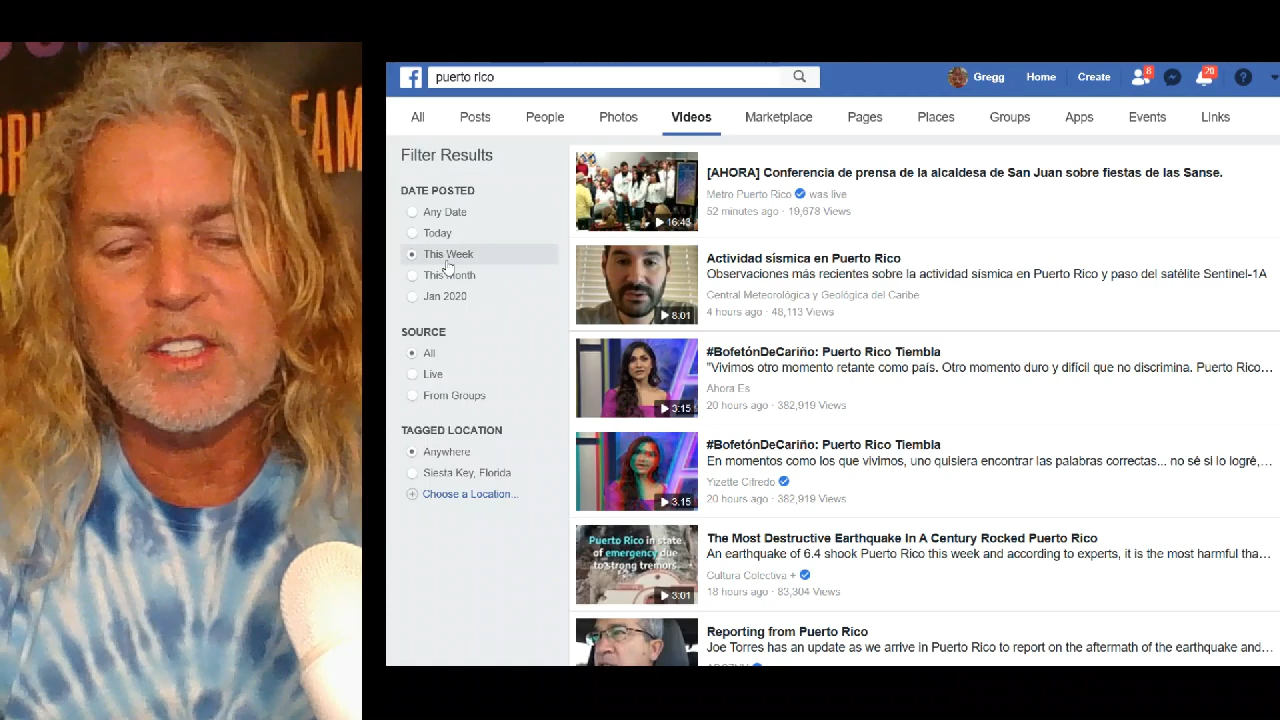 FAM
puerto rico
Gregg
Home
Create
8
20
All
Posts
People
Photos
Videos
Marketplace
Pages
Places
Groups
Apps
Events
Links
Filter Results
DATE POSTED
Any Date
Today
This Week
This Month
Jan 2020
SOURCE
All
Live
From Groups
TAGGED LOCATION
Anywhere
Siesta Key, Florida
Choose a Location...
16:43
[AHORA] Conferencia de prensa de la alcaldesa de San Juan sobre fiestas de las Sanse.
Metro Puerto Rico was live
52 minutes ago · 19,678 Views
8:01
Actividad sísmica en Puerto Rico
Observaciones más recientes sobre la actividad sísmica en Puerto Rico y paso del satélite Sentinel-1A
Central Meteorológica y Geológica del Caribe
4 hours ago · 48,113 Views
3:15
#BofetónDeCariño: Puerto Rico Tiembla
"Vivimos otro momento retante como país. Otro momento duro y difícil que no discrimina. Puerto Rico...
Ahora Es
20 hours ago · 382,919 Views
3:15
#BofetónDeCariño: Puerto Rico Tiembla
En momentos como los que vivimos, uno quisiera encontrar las palabras correctas... no sé si lo logré,...
Yizette Cifredo
20 hours ago · 382,919 Views
Puerto Rico in state
of emergency due
to strong tremors
3:01
The Most Destructive Earthquake In A Century Rocked Puerto Rico
An earthquake of 6.4 shook Puerto Rico this week and according to experts, it is the most harmful tha...
Cultura Colectiva +
18 hours ago · 83,304 Views
Reporting from Puerto Rico
Joe Torres has an update as we arrive in Puerto Rico to report on the aftermath of the earthquake and...